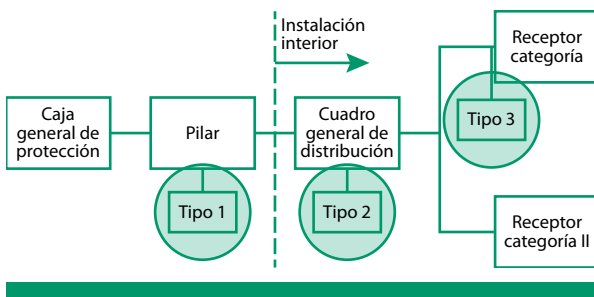 Instalación
interior
Receptor
categoría
Caja
general de
protección
Pilar
Cuadro
general de
distribución
Tipo 3
Tipo 1
Tipo 2
Receptor
categoría II